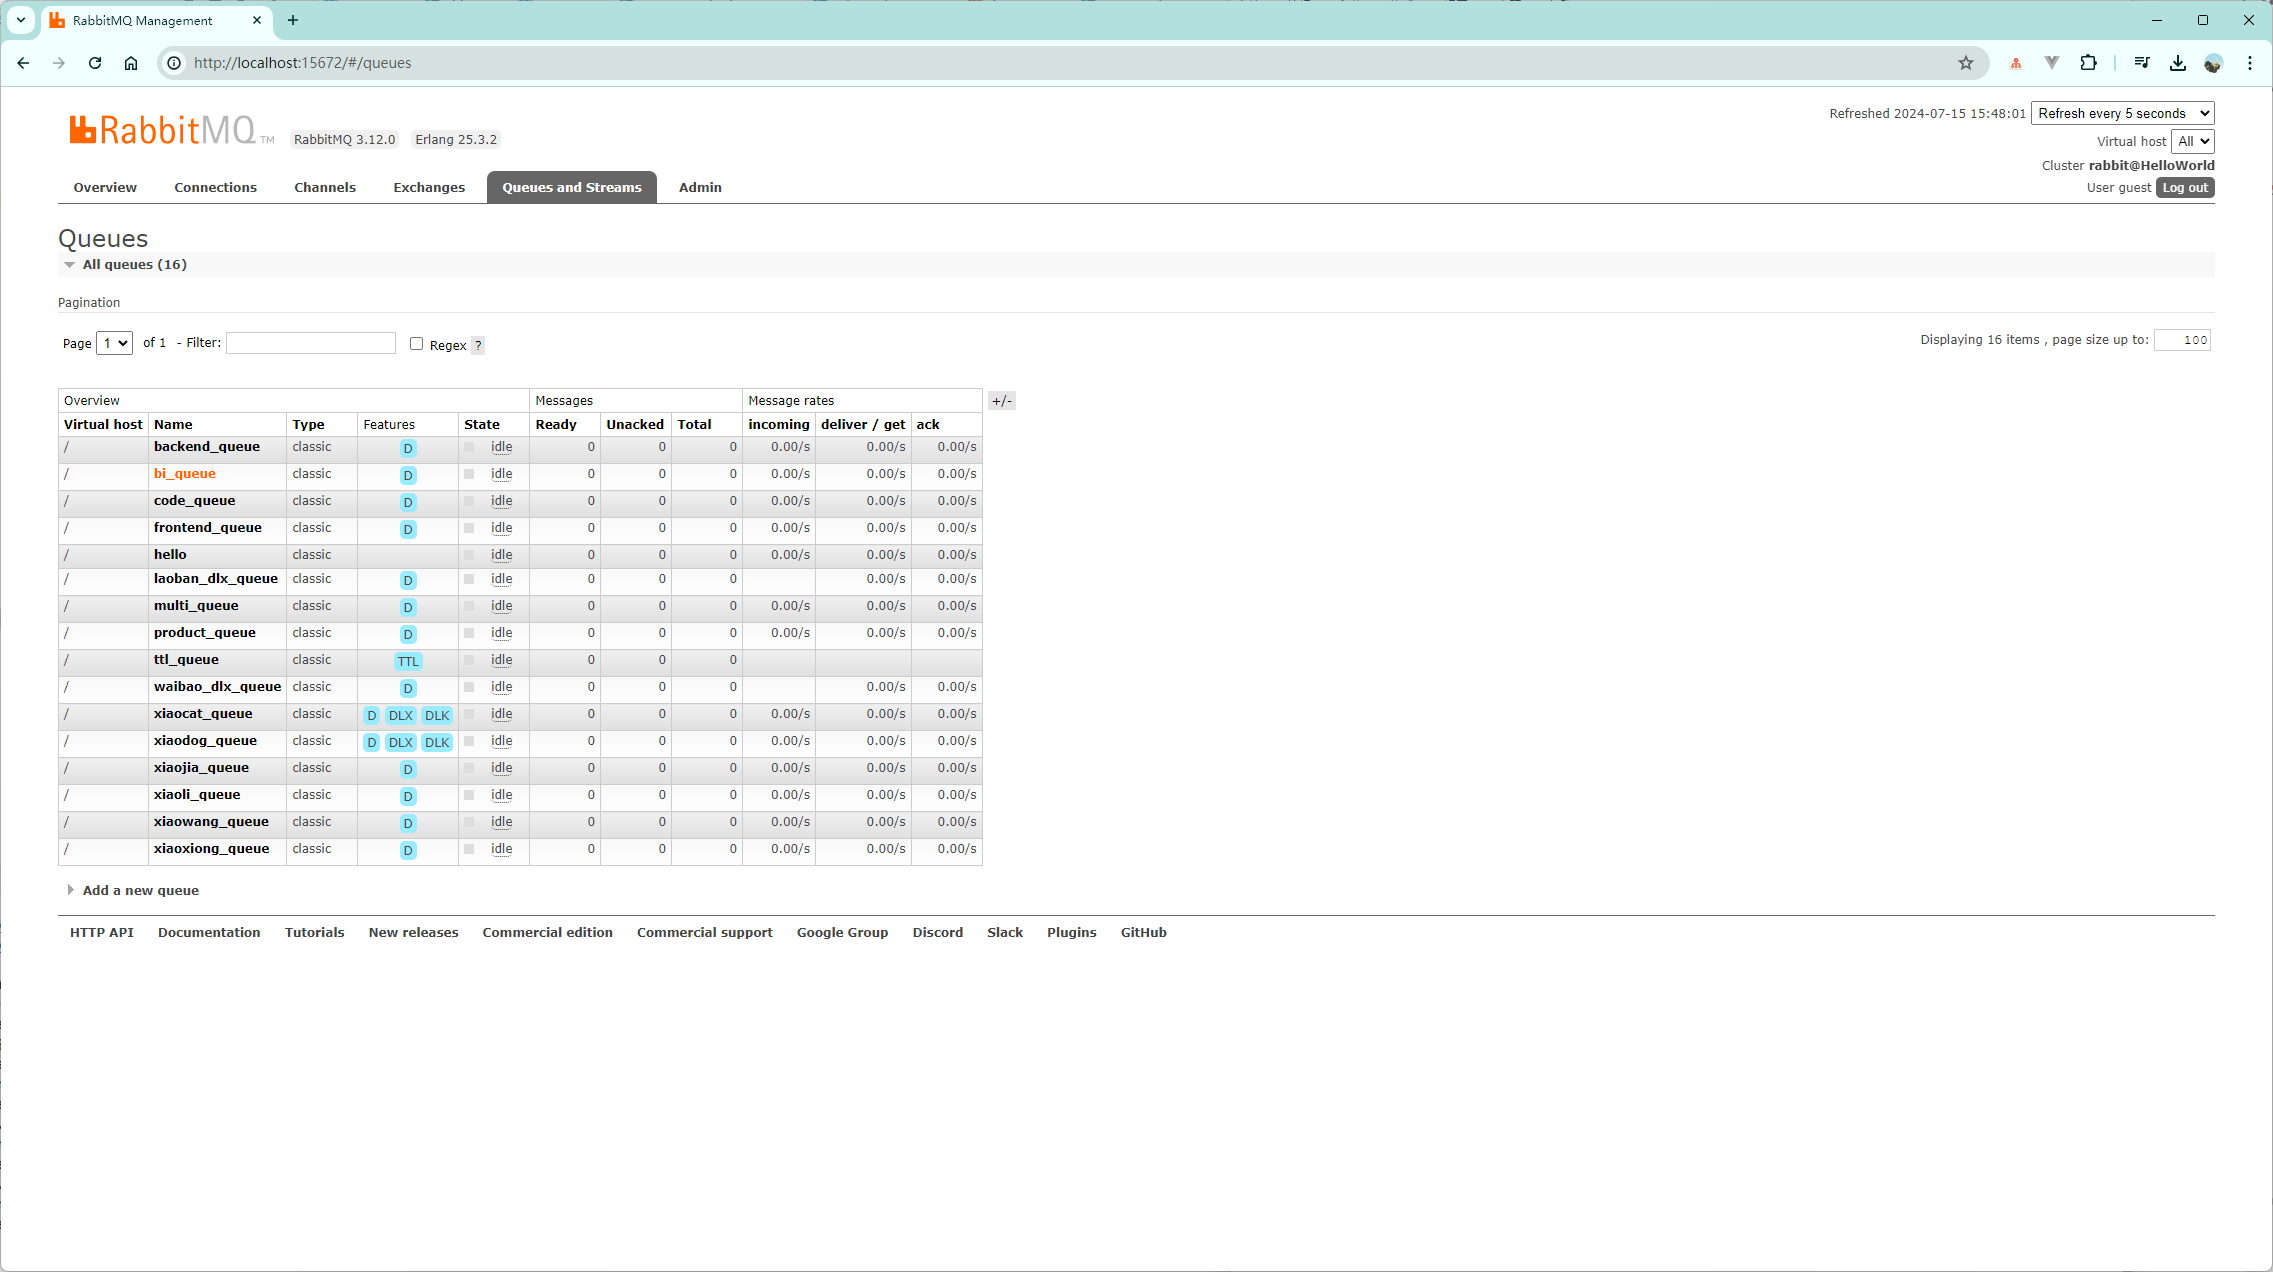 RabbitMQ Management
http://localhost:15672/#/queues
RabbitMQ TM RabbitMQ 3.12.0 Erlang 25.3.2
Refreshed 2024-07-15 15:48:01 Refresh every 5 seconds
Virtual host All
Cluster rabbit@HelloWorld
User guest Log out
Overview Connections Channels Exchanges Queues and Streams Admin
Queues
All queues (16)
Pagination
Page 1 of 1 - Filter: Regex ?
Displaying 16 items , page size up to: 100
Overview Messages Message rates +/-
Virtual host Name Type Features State Ready Unacked Total incoming deliver / get ack
/ backend_queue classic D idle 0 0 0 0.00/s 0.00/s 0.00/s
/ bi_queue classic D idle 0 0 0 0.00/s 0.00/s 0.00/s
/ code_queue classic D idle 0 0 0 0.00/s 0.00/s 0.00/s
/ frontend_queue classic D idle 0 0 0 0.00/s 0.00/s 0.00/s
/ hello classic idle 0 0 0 0.00/s 0.00/s 0.00/s
/ laoban_dlx_queue classic D idle 0 0 0 0.00/s 0.00/s
/ multi_queue classic D idle 0 0 0 0.00/s 0.00/s 0.00/s
/ product_queue classic D idle 0 0 0 0.00/s 0.00/s 0.00/s
/ ttl_queue classic TTL idle 0 0 0
/ waibao_dlx_queue classic D idle 0 0 0 0.00/s 0.00/s
/ xiaocat_queue classic D DLX DLK idle 0 0 0 0.00/s 0.00/s 0.00/s
/ xiaodog_queue classic D DLX DLK idle 0 0 0 0.00/s 0.00/s 0.00/s
/ xiaojia_queue classic D idle 0 0 0 0.00/s 0.00/s 0.00/s
/ xiaoli_queue classic D idle 0 0 0 0.00/s 0.00/s 0.00/s
/ xiaowang_queue classic D idle 0 0 0 0.00/s 0.00/s 0.00/s
/ xiaoxiong_queue classic D idle 0 0 0 0.00/s 0.00/s 0.00/s
Add a new queue
HTTP API Documentation Tutorials New releases Commercial edition Commercial support Google Group Discord Slack Plugins GitHub